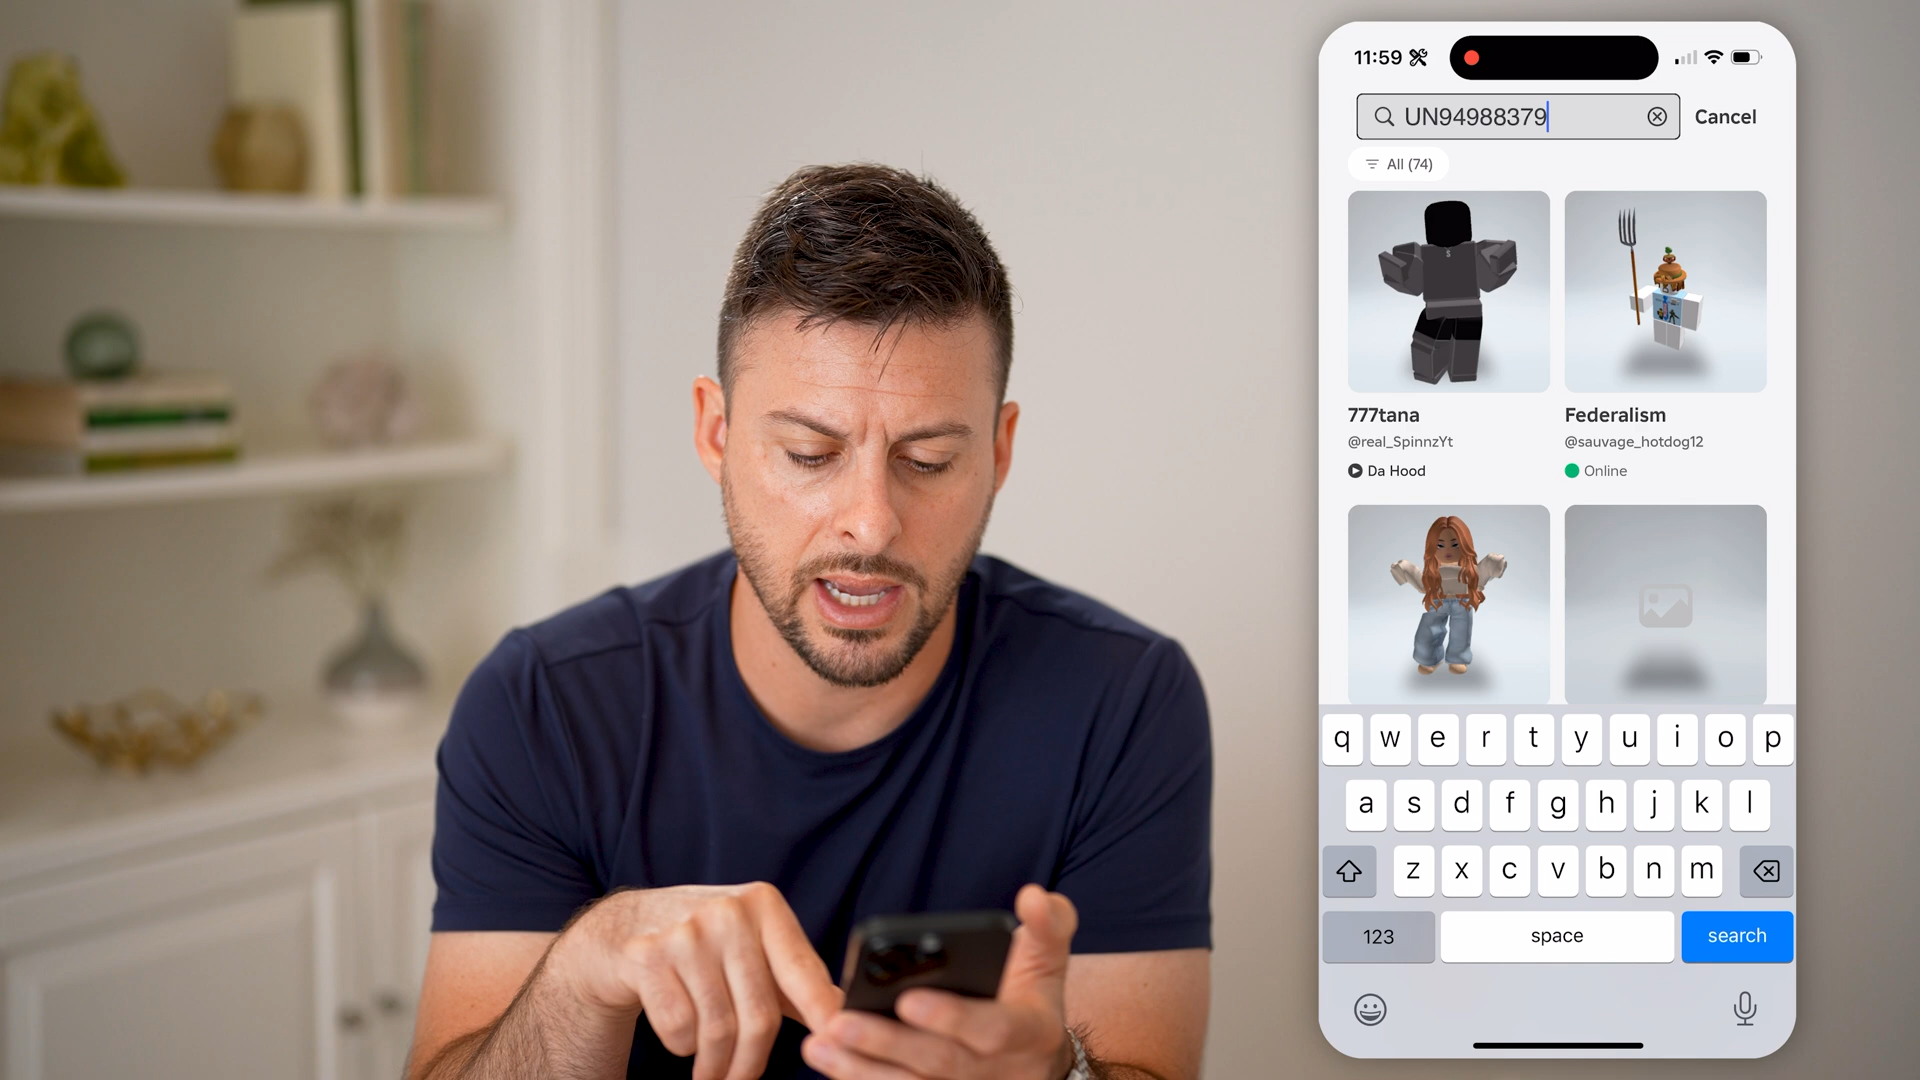 11:59
UN94988379
Cancel
All (74)
777tana
Federalism
@real_SpinnzYt
@sauvage_hotdog12
Da Hood
Online
q w e r t y u i o p
a s d f g h j k l
z x c v b n m
123
space
search